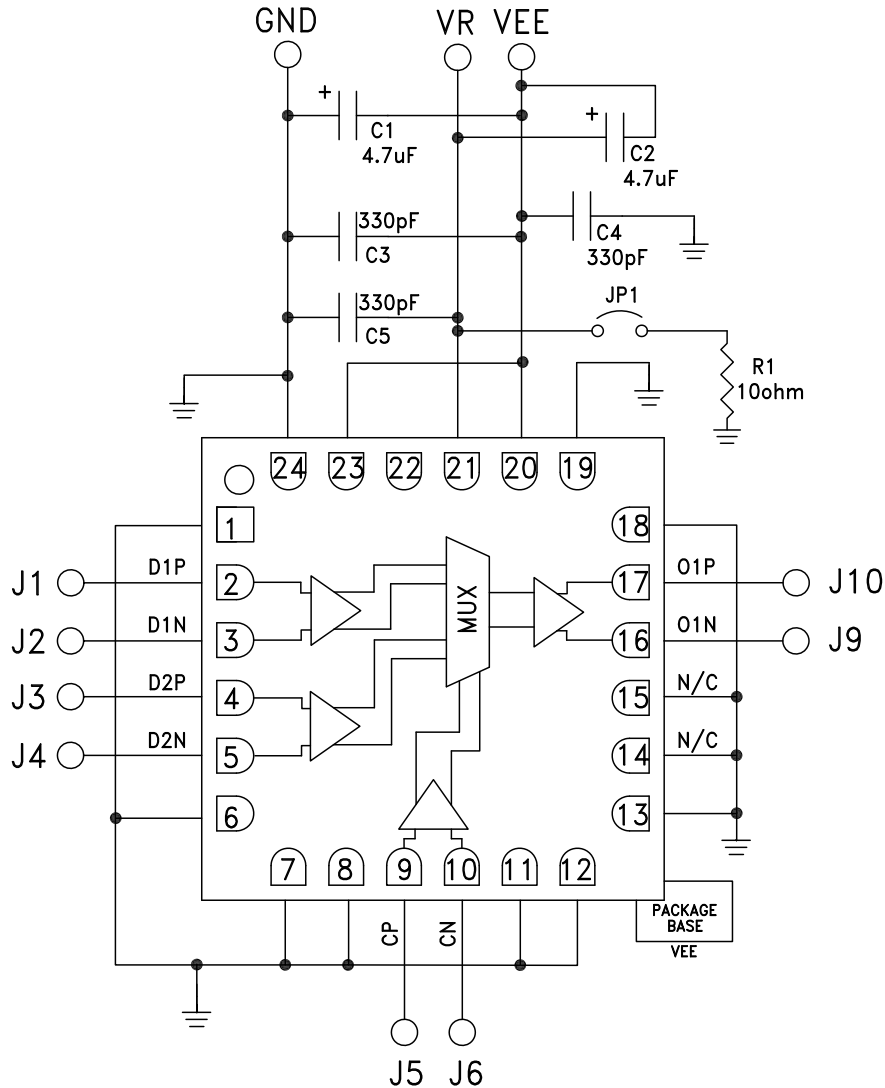 GND VR VEE
+
C1
4.7uF
+
C2
4.7uF
330pF
C3
C4
330pF
330pF
C5
JP1
R1
10ohm
24 23 22 21 20 19
1 18
J1 D1P 2 17 O1P J10
J2 D1N 3 MUX 16 O1N J9
J3 D2P 4 15 N/C
J4 D2N 5 14 N/C
6 13
7 8 9 10 11 12
CP CN
PACKAGE
BASE
VEE
J5 J6